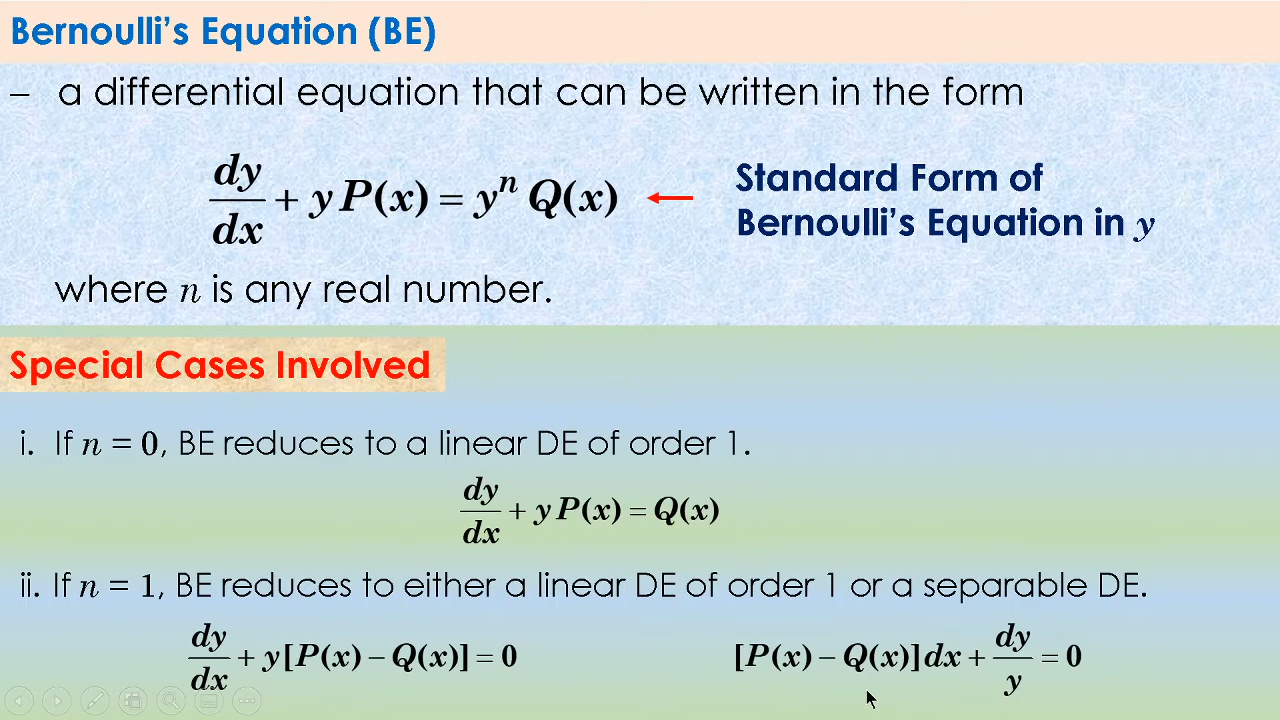 Bernoulli's Equation (BE)
– a differential equation that can be written in the form
dy/dx + y P(x) = yⁿ Q(x)
Standard Form of
Bernoulli's Equation in y
where n is any real number.
Special Cases Involved
i. If n = 0, BE reduces to a linear DE of order 1.
dy/dx + y P(x) = Q(x)
ii. If n = 1, BE reduces to either a linear DE of order 1 or a separable DE.
dy/dx + y [P(x) – Q(x)] = 0
[P(x) – Q(x)] dx + dy/y = 0